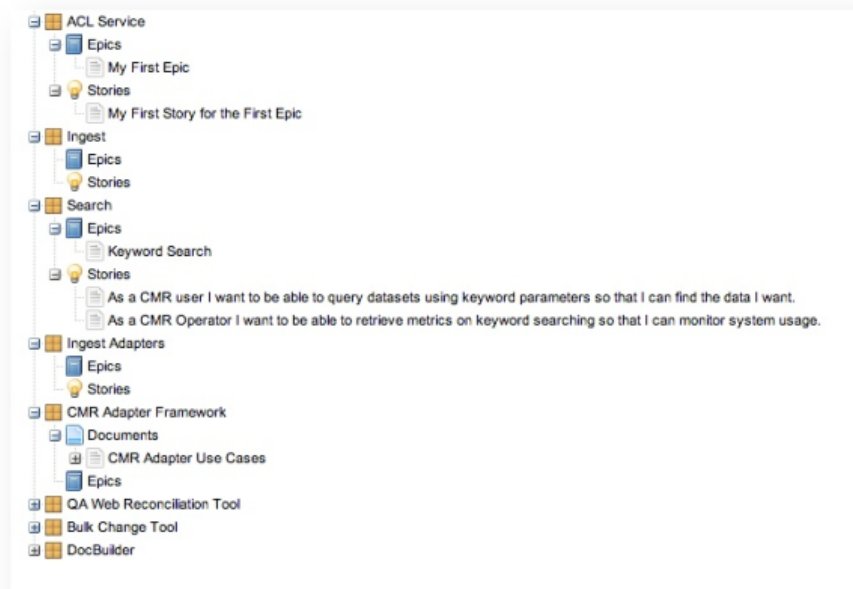 ACL Service
Epics
My First Epic
Stories
My First Story for the First Epic
Ingest
Epics
Stories
Search
Epics
Keyword Search
Stories
As a CMR user I want to be able to query datasets using keyword parameters so that I can find the data I want.
As a CMR Operator I want to be able to retrieve metrics on keyword searching so that I can monitor system usage.
Ingest Adapters
Epics
Stories
CMR Adapter Framework
Documents
CMR Adapter Use Cases
Epics
QA Web Reconciliation Tool
Bulk Change Tool
DocBuilder